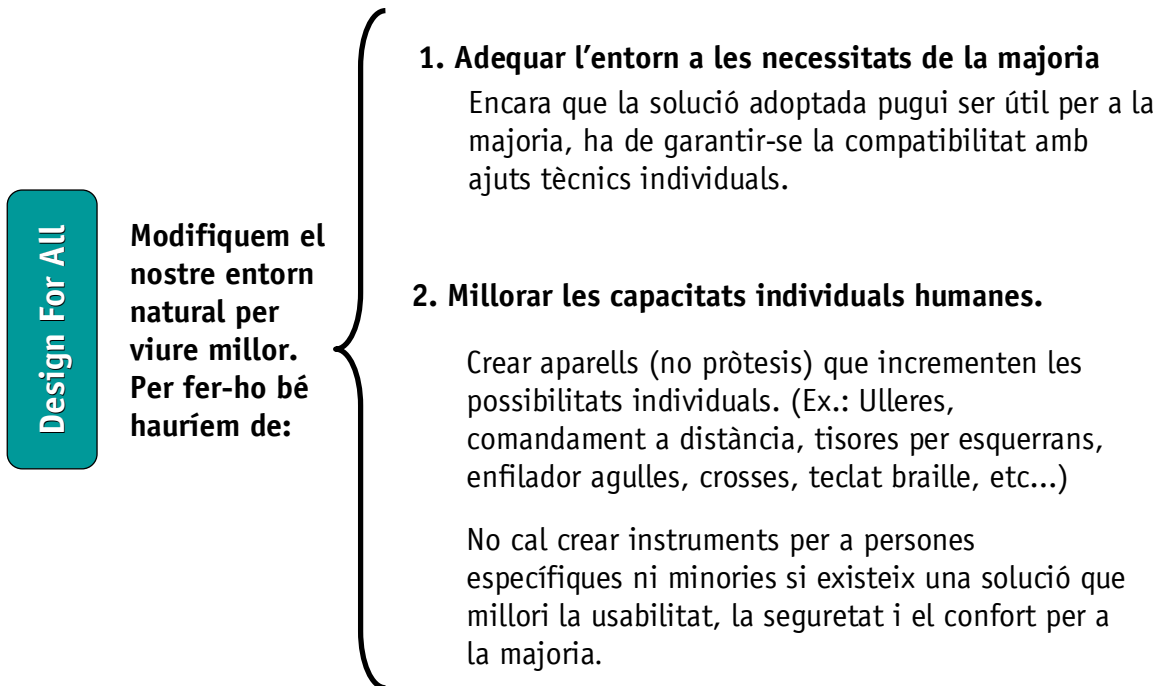 Design For All
Modifiquem el
nostre entorn
natural per
viure millor.
Per fer-ho bé
hauríem de:
1. Adequar l’entorn a les necessitats de la majoria
Encara que la solució adoptada pugui ser útil per a la
majoria, ha de garantir-se la compatibilitat amb
ajuts tècnics individuals.
2. Millorar les capacitats individuals humanes.
Crear aparells (no pròtesis) que incrementen les
possibilitats individuals. (Ex.: Ulleres,
comandament a distància, tisores per esquerrans,
enfilador agulles, crosses, teclat braille, etc...)
No cal crear instruments per a persones
específiques ni minories si existeix una solució que
millori la usabilitat, la seguretat i el confort per a
la majoria.